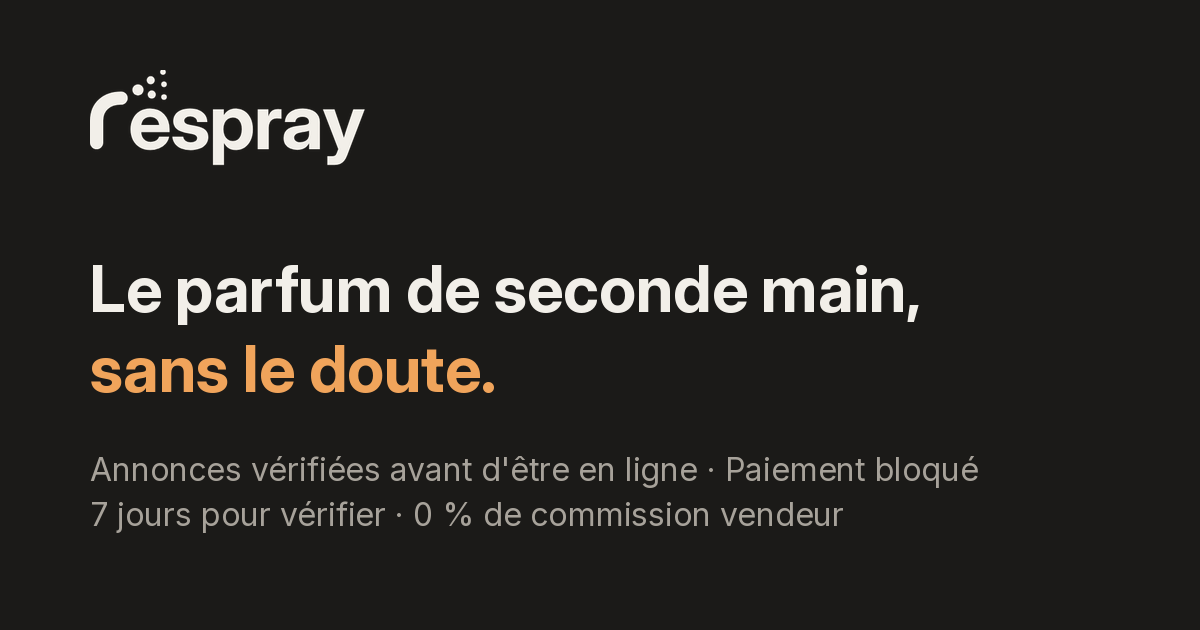 respray
Le parfum de seconde main,
sans le doute.
Annonces vérifiées avant d'être en ligne · Paiement bloqué
7 jours pour vérifier · 0 % de commission vendeur